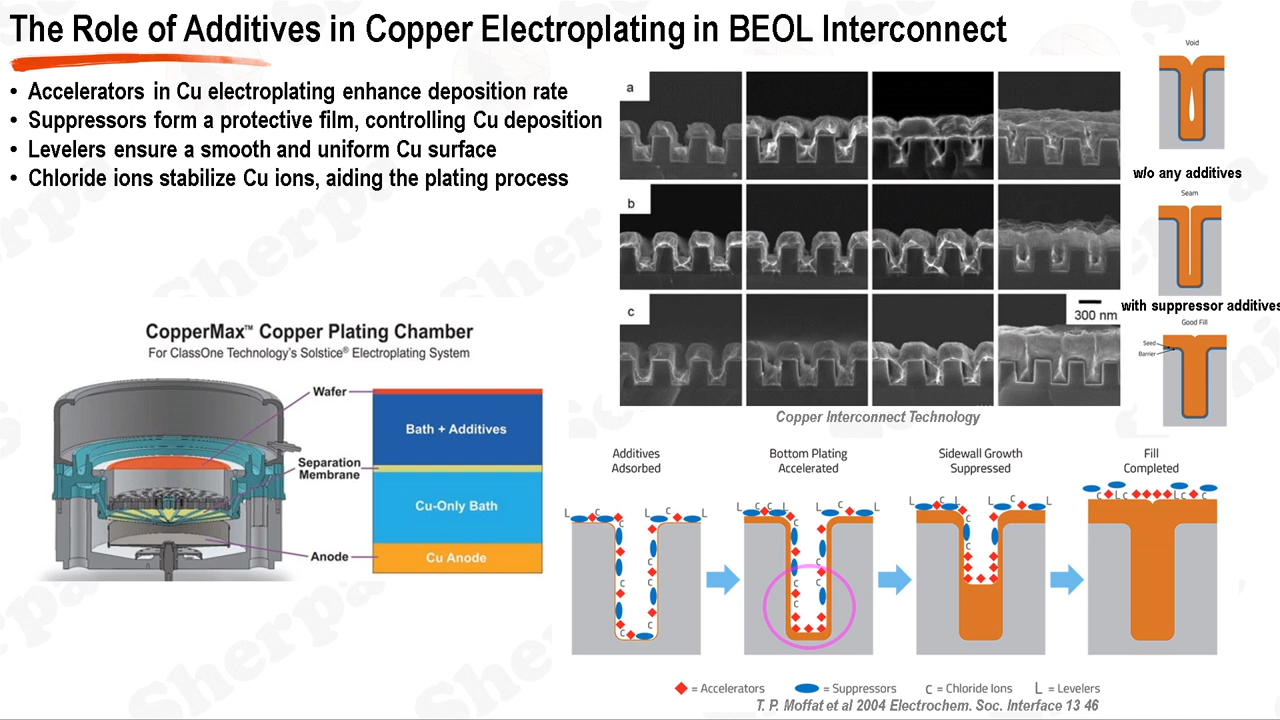 The Role of Additives in Copper Electroplating in BEOL Interconnect
• Accelerators in Cu electroplating enhance deposition rate
• Suppressors form a protective film, controlling Cu deposition
• Levelers ensure a smooth and uniform Cu surface
• Chloride ions stabilize Cu ions, aiding the plating process
a
b
c
300 nm
Copper Interconnect Technology
Void
w/o any additives
Seam
with suppressor additives
Good Fill
Seed
Barrier
CopperMax™ Copper Plating Chamber
For ClassOne Technology's Solstice® Electroplating System
Wafer
Separation
Membrane
Anode
Bath + Additives
Cu-Only Bath
Cu Anode
Additives
Adsorbed
Bottom Plating
Accelerated
Sidewall Growth
Suppressed
Fill
Completed
= Accelerators
= Suppressors
C = Chloride Ions
L = Levelers
T. P. Moffat et al 2004 Electrochem. Soc. Interface 13 46
Sherpa